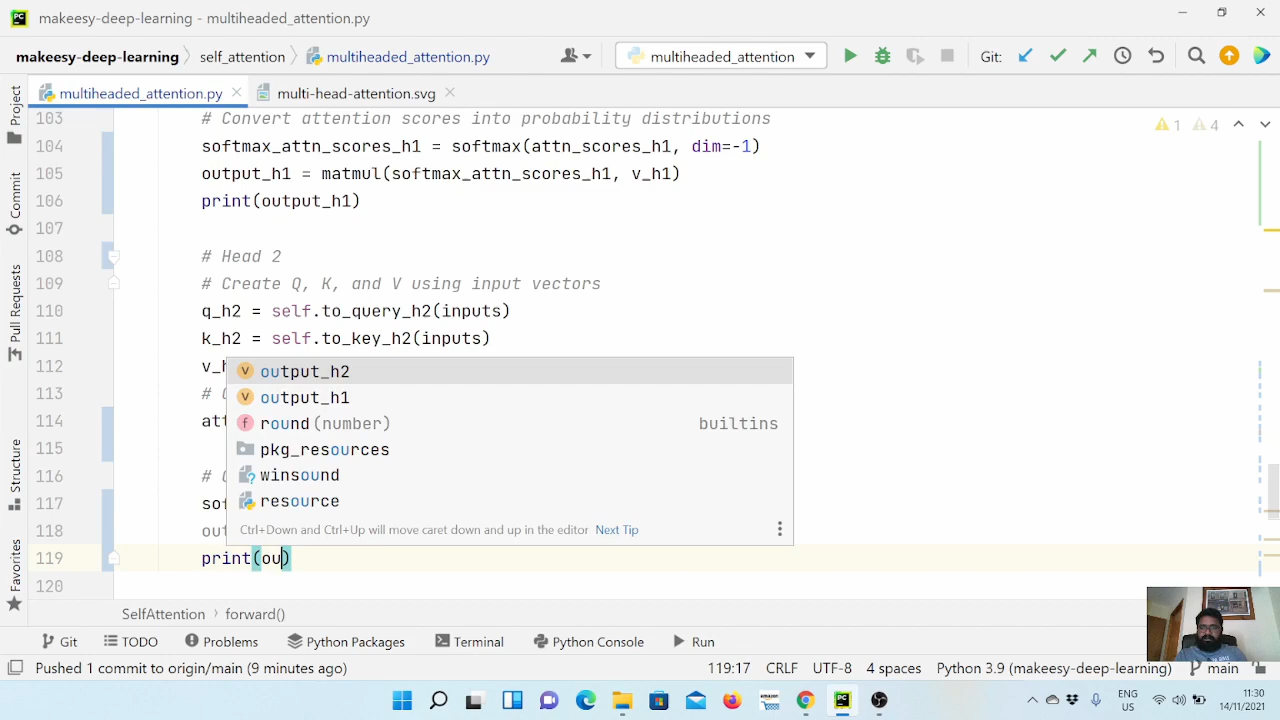 PC makeesy-deep-learning - multiheaded_attention.py
makeesy-deep-learning self_attention multiheaded_attention.py multiheaded_attention Git:
multiheaded_attention.py multi-head-attention.svg
Project
Commit
Pull Requests
Structure
Favorites
1 4
103 # Convert attention scores into probability distributions
104 softmax_attn_scores_h1 = softmax(attn_scores_h1, dim=-1)
105 output_h1 = matmul(softmax_attn_scores_h1, v_h1)
106 print(output_h1)
107
108 # Head 2
109 # Create Q, K, and V using input vectors
110 q_h2 = self.to_query_h2(inputs)
111 k_h2 = self.to_key_h2(inputs)
112 v_h
113 #
114 att
115
116 #
117 sof
118 out
119 print(ou)
120
V output_h2
V output_h1
f round(number) builtins
pkg_resources
winsound
resource
Ctrl+Down and Ctrl+Up will move caret down and up in the editor Next Tip
SelfAttention forward()
Git TODO Problems Python Packages Terminal Python Console Run
Pushed 1 commit to origin/main (9 minutes ago) 119:17 CRLF UTF-8 4 spaces Python 3.9 (makeesy-deep-learning) main
ENG
US
11:30
14/11/2021